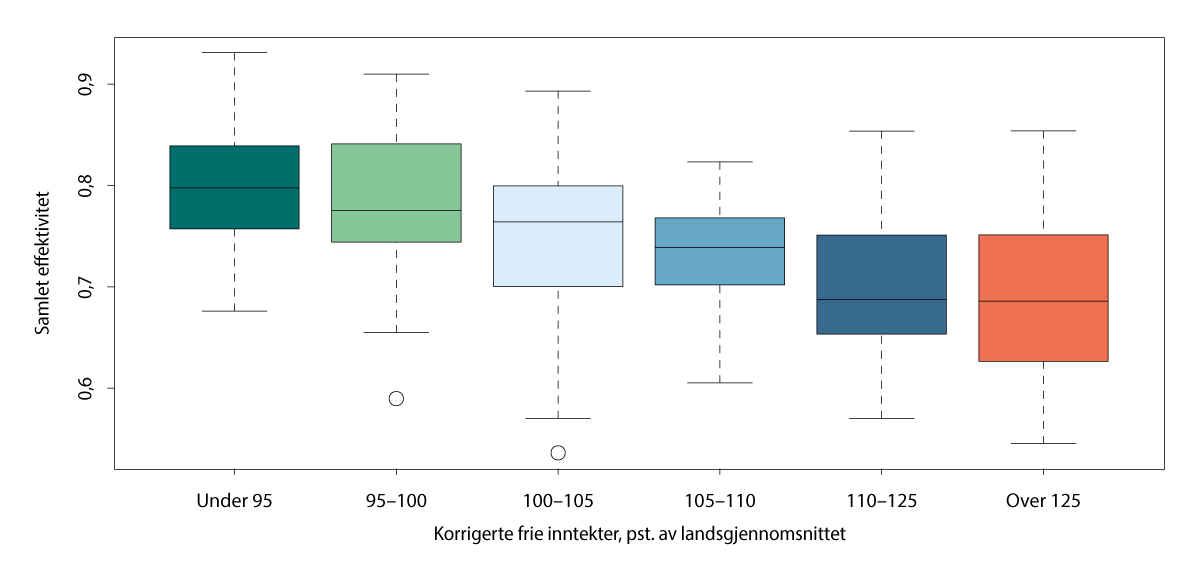 0,9
0,8
0,7
0,6
Samlet effektivitet
Under 95
95–100
100–105
105–110
110–125
Over 125
Korrigerte frie inntekter, pst. av landsgjennomsnittet